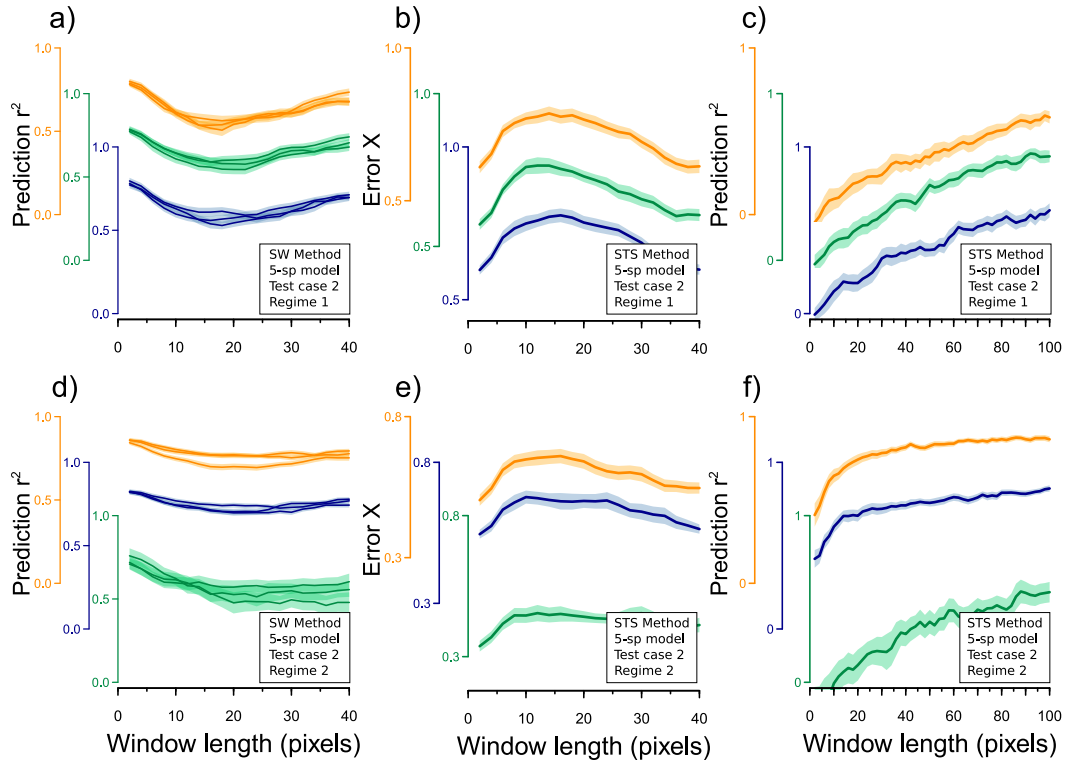 a)
b)
c)
1.0
0.5
0.0
1.0
0.5
0.0
1.0
0.5
0.0
Prediction r2
SW Method
5-sp model
Test case 2
Regime 1
0 10 20 30 40
1.0
0.5
1.0
0.5
1.0
0.5
Error X
STS Method
5-sp model
Test case 2
Regime 1
0 10 20 30 40
1
0
1
0
1
0
Prediction r2
STS Method
5-sp model
Test case 2
Regime 1
0 20 40 60 80 100
d)
e)
f)
1.0
0.5
0.0
1.0
0.5
0.0
1.0
0.5
0.0
Prediction r2
SW Method
5-sp model
Test case 2
Regime 2
0 10 20 30 40
Window length (pixels)
0.8
0.3
0.8
0.3
0.8
0.3
Error X
STS Method
5-sp model
Test case 2
Regime 2
0 10 20 30 40
Window length (pixels)
1
0
1
0
1
0
Prediction r2
STS Method
5-sp model
Test case 2
Regime 2
0 20 40 60 80 100
Window length (pixels)